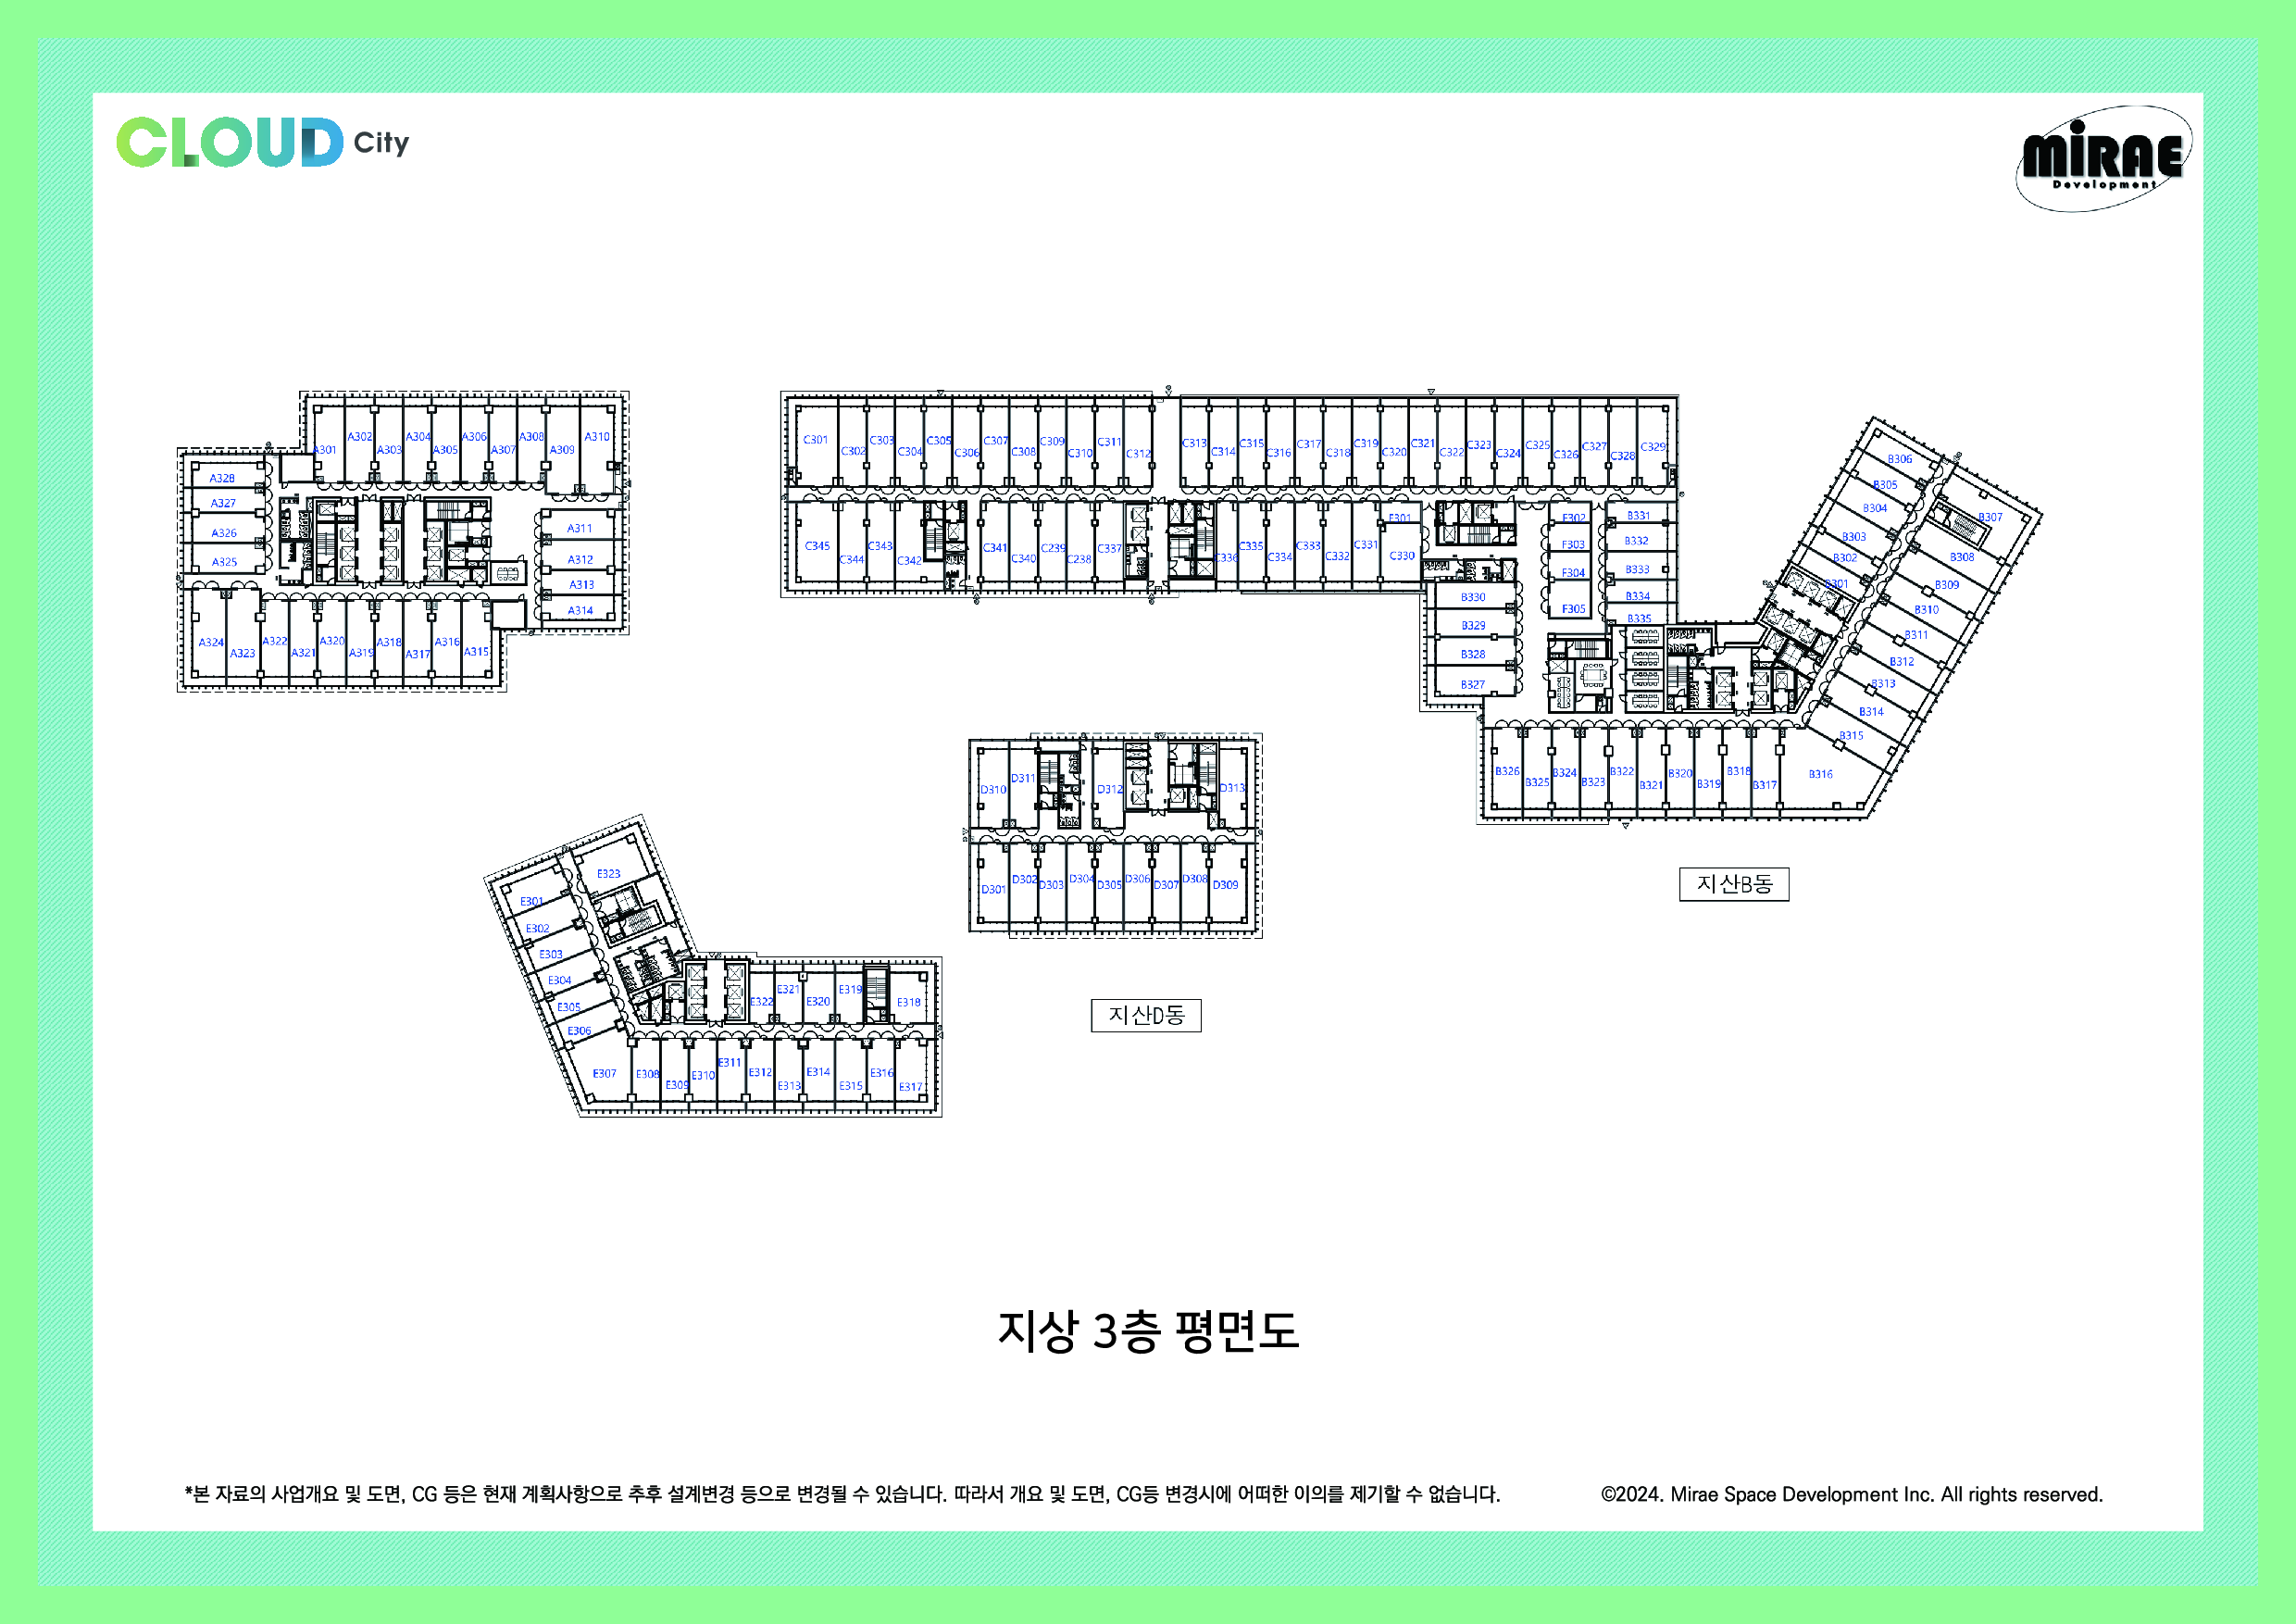 CLOUD City
MiRAE
Development
A301 A302 A303 A304 A305 A306 A307 A308 A309 A310
A328
A327
A326
A325
A311
A312
A313
A314
A324 A323 A322 A321 A320 A319 A318 A317 A316 A315
C301 C302 C303 C304 C305 C306 C307 C308 C309 C310 C311 C312 C313 C314 C315 C316 C317 C318 C319 C320 C321 C322 C323 C324 C325 C326 C327 C328 C329
C345 C344 C343 C342 C341 C340 C239 C238 C337 C336 C335 C334 C333 C332 C331 C330
F301
F302
F303
F304
F305
B331
B332
B333
B334
B335
B330
B329
B328
B327
B306
B305
B304
B303
B302
B301
B307
B308
B309
B310
B311
B312
B313
B314
B315
B316
B326 B325 B324 B323 B322 B321 B320 B319 B318 B317
지산B동
D310 D311 D312 D313
D301 D302 D303 D304 D305 D306 D307 D308 D309
지산D동
E323
E301
E302
E303
E304
E305
E306
E322 E321 E320 E319 E318
E307 E308 E309 E310 E311 E312 E313 E314 E315 E316 E317
지상 3층 평면도
*본 자료의 사업개요 및 도면, CG 등은 현재 계획사항으로 추후 설계변경 등으로 변경될 수 있습니다. 따라서 개요 및 도면, CG등 변경시에 어떠한 이의를 제기할 수 없습니다.
©2024. Mirae Space Development Inc. All rights reserved.